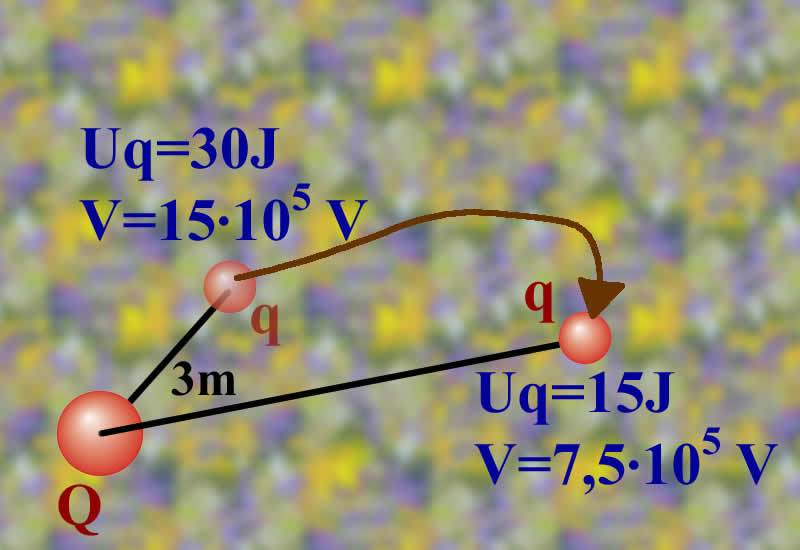 Uq=30J
V=15·10⁵ V
q
q
3m
Uq=15J
V=7,5·10⁵ V
Q